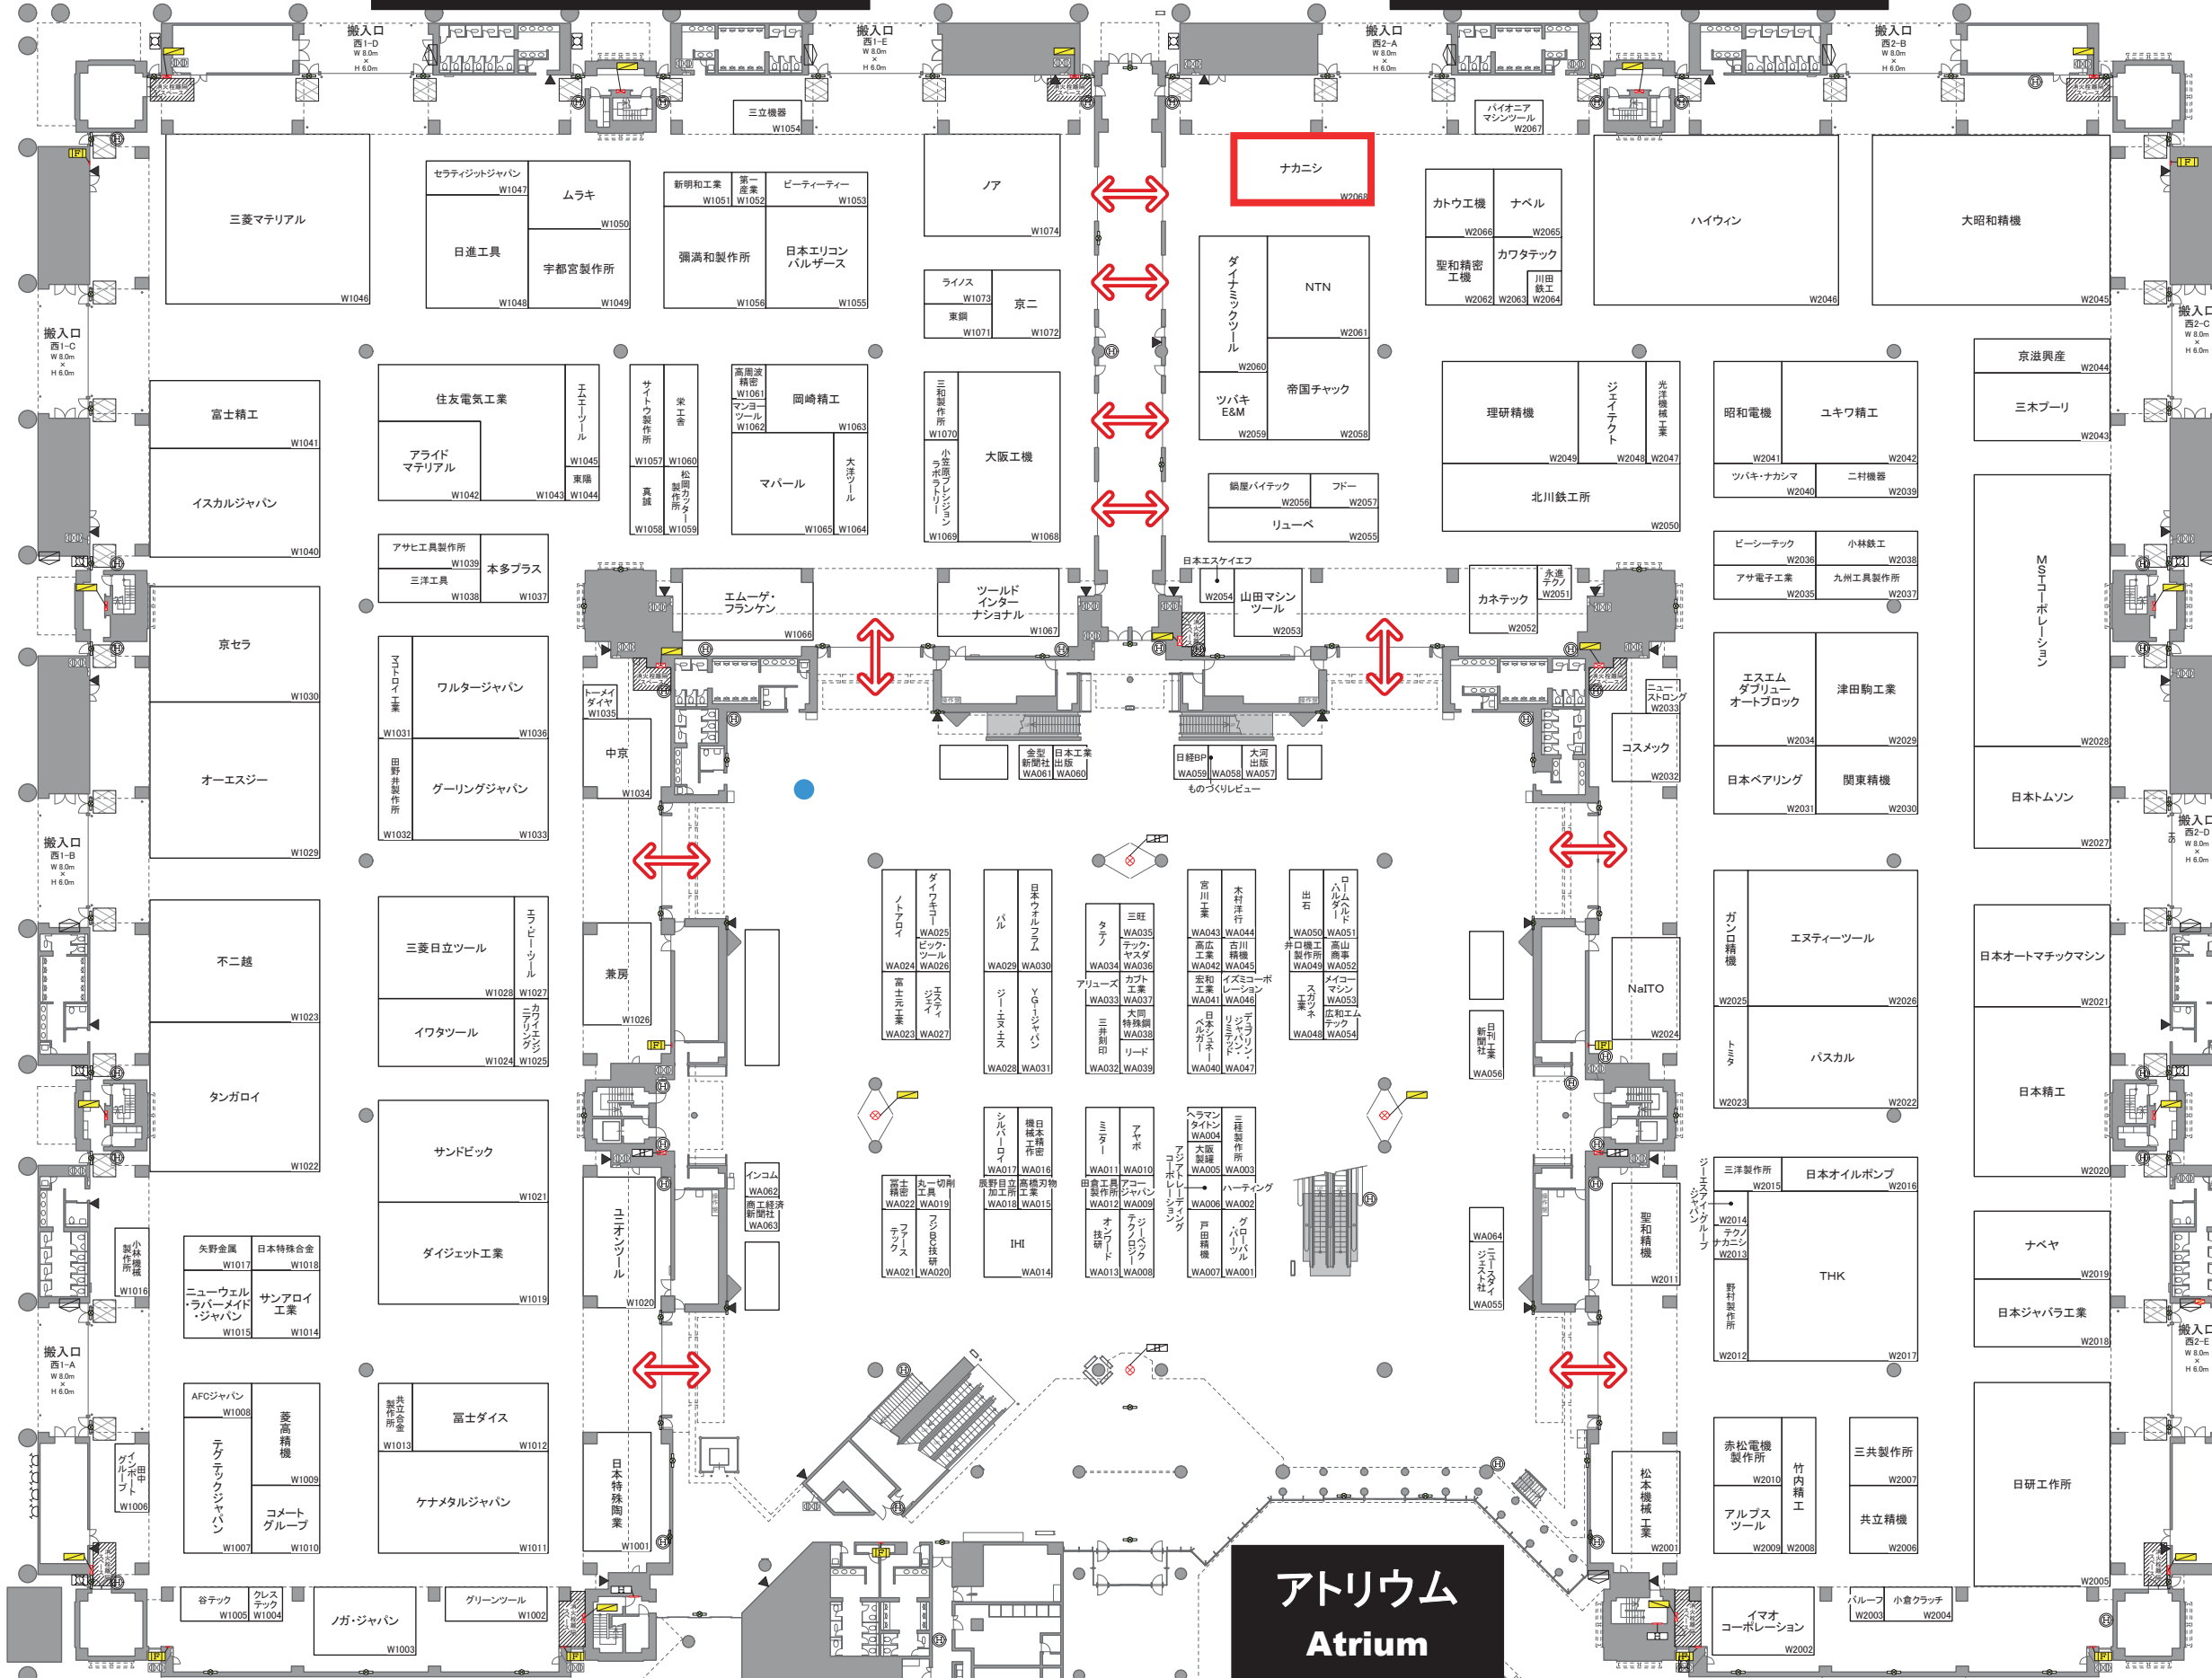 搬入口
西1-D
W 8.0m
×
H 6.0m
搬入口
西1-E
W 8.0m
×
H 6.0m
搬入口
西2-A
W 8.0m
×
H 6.0m
搬入口
西2-B
W 8.0m
×
H 6.0m
三立機器
W1054
パイオニア
マシンツール
W2067
三菱マテリアル
W1046
セラティジットジャパン
W1047
ムラキ
W1050
日進工具
W1048
宇都宮製作所
W1049
新明和工業
W1051
第一
産業
W1052
ビーティーティー
W1053
彌満和製作所
W1056
日本エリコン
バルザース
W1055
ノア
W1074
ライノス
W1073
東鋼
W1071
京二
W1072
ナカニシ
W2068
ダイナミックツール
W2060
NTN
W2061
ツバキ
E&M
W2059
帝国チャック
W2058
カトウ工機
W2066
ナベル
W2065
聖和精密
工機
W2062
カワタテック
W2063
川田
鉄工
W2064
ハイウィン
W2046
大昭和精機
W2045
搬入口
西1-C
W 8.0m
×
H 6.0m
搬入口
西2-C
W 8.0m
×
H 6.0m
富士精工
W1041
イスカルジャパン
W1040
住友電気工業
W1043
アライド
マテリアル
W1042
エムエーツール
W1045
東陽
W1044
サイトウ製作所
W1057
栄工舎
W1060
真誠
W1058
松岡カッター
製作所
W1059
高周波
精密
W1061
マンヨー
ツール
W1062
岡崎精工
W1063
マパール
W1065
大洋ツール
W1064
三和製作所
W1070
小笠原プレシジョン
ラボラトリー
W1069
大阪工機
W1068
鍋屋バイテック
W2056
フドー
W2057
リューベ
W2055
理研精機
W2049
ジェイテクト
W2048
光洋機械工業
W2047
北川鉄工所
W2050
昭和電機
W2041
ユキワ精工
W2042
ツバキ・ナカシマ
W2040
二村機器
W2039
京滋興産
W2044
三木プーリ
W2043
アサヒ工具製作所
W1039
三洋工具
W1038
本多プラス
W1037
エムーゲ・
フランケン
W1066
ツールド
インター
ナショナル
W1067
日本エスケイエフ
W2054
山田マシン
ツール
W2053
永進
テクノ
W2051
カネテック
W2052
ビーシーテック
W2036
小林鉄工
W2038
アサ電子工業
W2035
九州工具製作所
W2037
MSTコーポレーション
W2028
京セラ
W1030
オーエスジー
W1029
マコトロイ工業
W1031
ワルタージャパン
W1036
田野井製作所
W1032
グーリングジャパン
W1033
トーメイ
ダイヤ
W1035
中京
W1034
金型
新聞社
WA061
日本工業
出版
WA060
日経BP
WA059
WA058
ものづくりレビュー
大河
出版
WA057
ニュー
ストロング
W2033
コスメック
W2032
エスエム
ダブリュー
オートブロック
W2034
津田駒工業
W2029
日本ベアリング
W2031
関東精機
W2030
日本トムソン
W2027
搬入口
西1-B
W 8.0m
×
H 6.0m
搬入口
西2-D
W 8.0m
×
H 6.0m
SH
不二越
W1023
タンガロイ
W1022
三菱日立ツール
W1028
エフ・ピー・ツール
W1027
イワタツール
W1024
カワイエンジ
ニアリング
W1025
兼房
W1026
ノトアロイ
WA024
ダイワキコー
WA025
ビック・
ツール
WA026
富士元工業
WA023
エスティ
ジェイ
WA027
パル
WA029
日本ウォルフラム
WA030
ジー・エヌ・エス
WA028
YG-1ジャパン
WA031
タテノ
WA034
三旺
WA035
テック・
ヤスダ
WA036
アリューズ
WA033
カブト
工業
WA037
三井刻印
WA032
大同
特殊鋼
WA038
リード
WA039
宮川工業
WA043
木村洋行
WA044
高広
工業
WA042
古川
精機
WA045
宏和
工業
WA041
イズミコーポ
レーション
WA046
日本シュネー
ベルガー
WA040
デュブリン・
ジャパン・
リミテッド
WA047
出石
WA050
ロームヘルド
・ハルダー
WA051
井口機工
製作所
WA049
高山
商事
WA052
スガツネ
工業
WA048
メイコー
マシン
WA053
広和エム
テック
WA054
日刊工業
新聞社
WA056
NaITO
W2024
ガンロ精機
W2025
エヌティーツール
W2026
トミタ
W2023
パスカル
W2022
日本オートマチックマシン
W2021
日本精工
W2020
サンドビック
W1021
ダイジェット工業
W1019
ユニオンツール
W1020
インコム
WA062
商工経済
新聞社
WA063
シルバーロイ
WA017
日本精密
機械工作
WA016
富士
精密
WA022
丸一切削
工具
WA019
辰野目立
加工所
WA018
高橋刃物
工業
WA015
ファース
テック
WA021
フジBC技研
WA020
IHI
WA014
ミニター
WA011
アヤボ
WA010
田倉工具
製作所
WA012
アコー
ジャパン
WA009
オンワード
技研
WA013
ジーベック
テクノロジー
WA008
ヘラマン
タイトン
WA004
三桂製作所
WA003
大阪
製罐
WA005
アジアトレーディング
コーポレーション
WA006
ハーティング
WA002
戸田精機
WA007
グローバル
・パーツ
WA001
WA064
ニュースダイ
ジェスト社
WA055
聖和精機
W2011
三洋製作所
W2015
日本オイルポンプ
W2016
ジーエスアイ・グループ
・ジャパン
W2014
テクノ
ナカニシ
W2013
野村製作所
W2012
THK
W2017
ナベヤ
W2019
日本ジャバラ工業
W2018
小林機械
製作所
W1016
矢野金属
W1017
日本特殊合金
W1018
ニューウェル
・ラバーメイド
・ジャパン
W1015
サンアロイ
工業
W1014
搬入口
西1-A
W 8.0m
×
H 6.0m
搬入口
西2-E
W 8.0m
×
H 6.0m
AFCジャパン
W1008
菱高精機
W1009
テグテックジャパン
W1007
コメート
グループ
W1010
田中
インポート
グループ
W1006
共立合金
製作所
W1013
冨士ダイス
W1012
ケナメタルジャパン
W1011
日本特殊陶業
W1001
松本機械工業
W2001
赤松電機
製作所
W2010
竹内精工
W2008
アルプス
ツール
W2009
三共製作所
W2007
共立精機
W2006
日研工作所
W2005
谷テック
W1005
クレス
テック
W1004
ノガ・ジャパン
W1003
グリーンツール
W1002
アトリウム
Atrium
イマオ
コーポレーション
W2002
バルーフ
W2003
小倉クラッチ
W2004